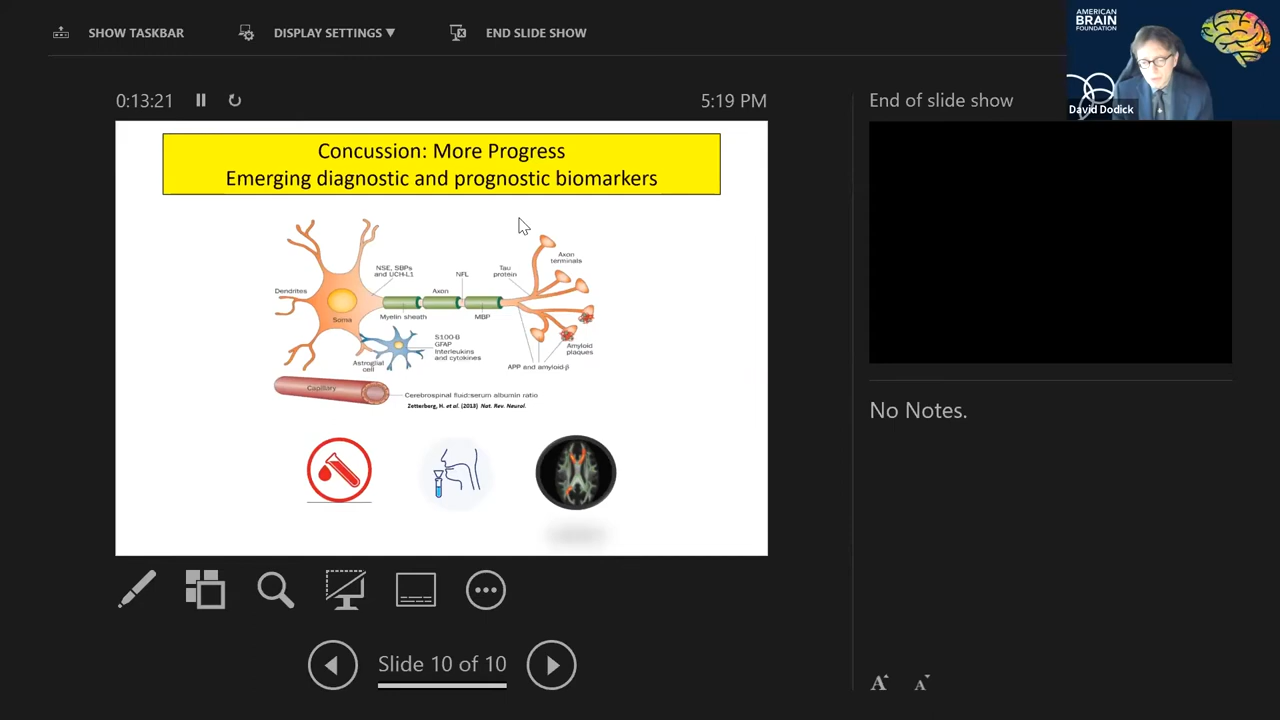 SHOW TASKBAR
DISPLAY SETTINGS ▼
END SLIDE SHOW
AMERICAN
BRAIN
FOUNDATION
David Dodick
0:13:21
5:19 PM
End of slide show
Concussion: More Progress
Emerging diagnostic and prognostic biomarkers
NSE, SBPs
and UCH-L1
NFL
Tau
protein
Axon
terminals
Dendrites
Axon
Soma
Myelin sheath
MBP
S100-B
GFAP
Interleukins
and cytokines
Astroglial
cell
Amyloid
plaques
APP and amyloid-β
Capillary
Cerebrospinal fluid:serum albumin ratio
Zetterberg, H. et al. (2013) Nat. Rev. Neurol.
No Notes.
Slide 10 of 10
A A